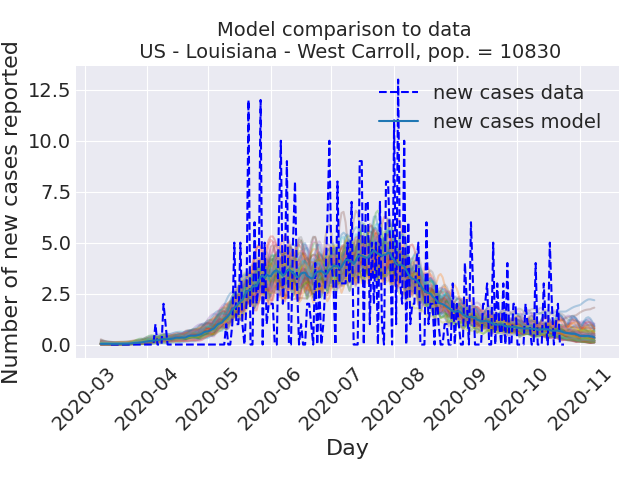 Model comparison to data
US - Louisiana - West Carroll, pop. = 10830
Number of new cases reported
12.5
10.0
7.5
5.0
2.5
0.0
new cases data
new cases model
2020-03
2020-04
2020-05
2020-06
2020-07
2020-08
2020-09
2020-10
2020-11
Day